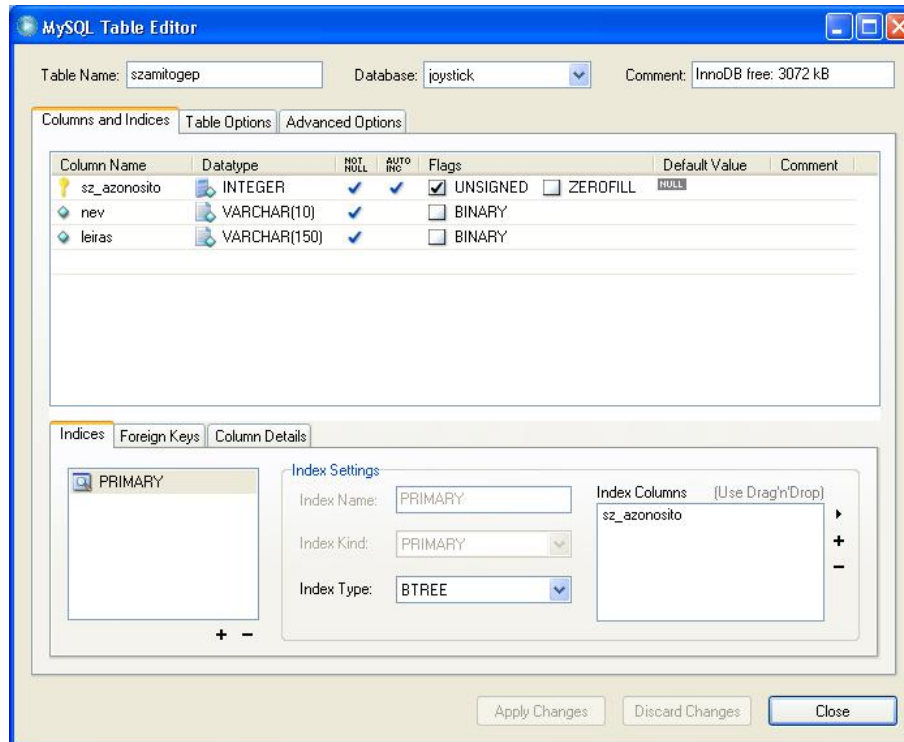 MySQL Table Editor
Table Name: szamitogep Database: joystick Comment: InnoDB free: 3072 kB
Columns and Indices Table Options Advanced Options
Column Name Datatype NOT NULL AUTO INC Flags Default Value Comment
sz_azonosito INTEGER UNSIGNED ZEROFILL NULL
nev VARCHAR(10) BINARY
leiras VARCHAR(150) BINARY
Indices Foreign Keys Column Details
PRIMARY
Index Settings
Index Name: PRIMARY
Index Kind: PRIMARY
Index Type: BTREE
Index Columns (Use Drag'n'Drop)
sz_azonosito
Apply Changes Discard Changes Close